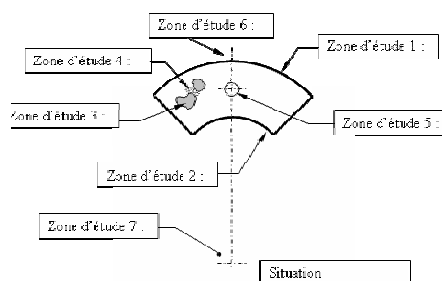 Zone d'étude 6 :
Zone d'étude 1 :
Zone d'étude 4 :
Zone d'étude 3 :
Zone d'étude 5 :
Zone d'étude 2 :
Zone d'étude 7 :
Situation